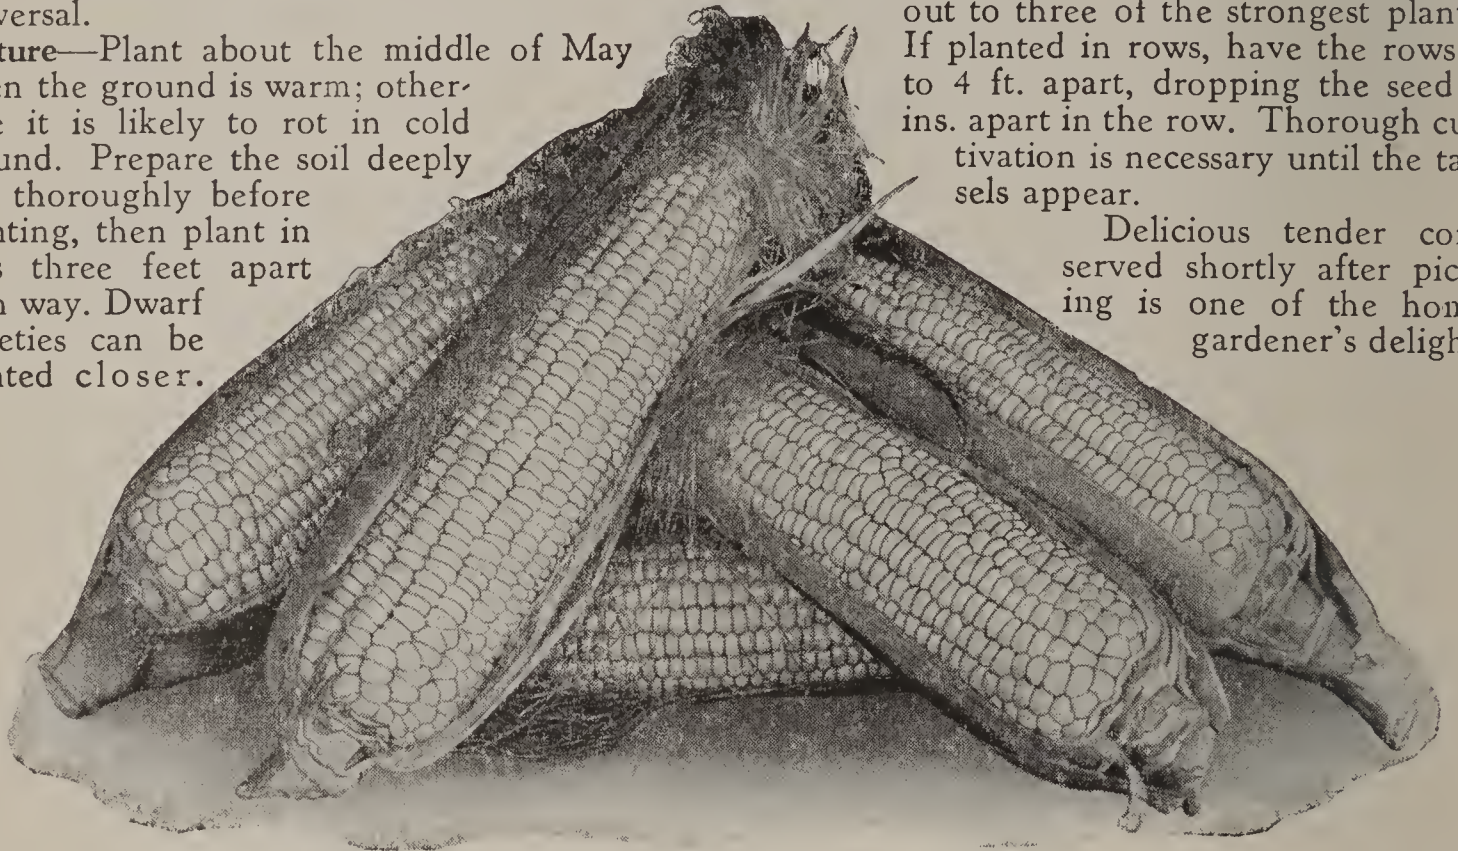 versal.
ture—Plant about the middle of May
en the ground is warm; other-
e it is likely to rot in cold
und. Prepare the soil deeply
thoroughly before
nting, then plant in
s three feet apart
h way. Dwarf
eties can be
nted closer.
out to three of the strongest plant
If planted in rows, have the rows
to 4 ft. apart, dropping the seed
ins. apart in the row. Thorough cu
tivation is necessary until the ta
sels appear.
Delicious tender co
served shortly after pic
ing is one of the hom
gardener's deligh